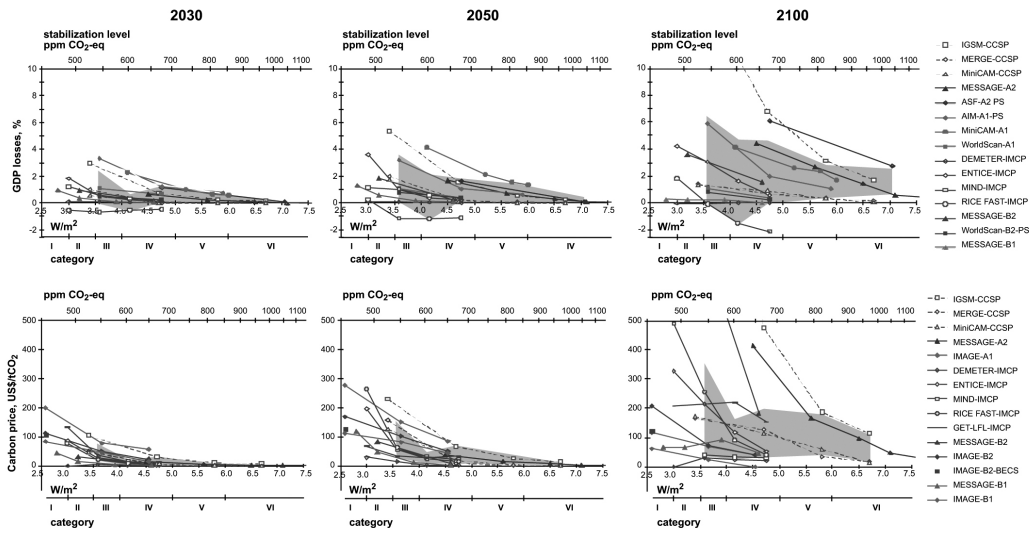 2030 2050 2100
stabilization level stabilization level stabilization level
ppm CO2-eq ppm CO2-eq ppm CO2-eq
500 600 700 800 900 1000 1100 500 600 700 800 900 1000 1100 500 600 700 800 900 1000 1100
GDP losses, %
10 10 10
8 8 8
6 6 6
4 4 4
2 2 2
0 0 0
2.5 3.0 3.5 4.0 4.5 5.0 5.5 6.0 6.5 7.0 7.5 2.5 3.0 3.5 4.0 4.5 5.0 5.5 6.0 6.5 7.0 7.5 2.5 3.0 3.5 4.0 4.5 5.0 5.5 6.0 6.5 7.0 7.5
-2 -2 -2
W/m2 W/m2 W/m2
I II III IV V VI I II III IV V IV I II III IV V VI
category category category
IGSM-CCSP
MERGE-CCSP
MiniCAM-CCSP
MESSAGE-A2
ASF-A2 PS
AIM-A1-PS
MiniCAM-A1
WorldScan-A1
DEMETER-IMCP
ENTICE-IMCP
MIND-IMCP
RICE FAST-IMCP
MESSAGE-B2
WorldScan-B2-PS
MESSAGE-B1
ppm CO2-eq ppm CO2-eq ppm CO2-eq
500 600 700 800 900 1000 1100 500 600 700 800 900 1000 1100 500 600 700 800 900 1000 1100
Carbon price, US$/tCO2
500 500 500
400 400 400
300 300 300
200 200 200
100 100 100
0 0 0
2.5 3.0 3.5 4.0 4.5 5.0 5.5 6.0 6.5 7.0 7.5 2.5 3.0 3.5 4.0 4.5 5.0 5.5 6.0 6.5 7.0 7.5 2.5 3.0 3.5 4.0 4.5 5.0 5.5 6.0 6.5 7.0 7.5
W/m2 W/m2 W/m2
I II III IV V VI I II III IV V VI I II III IV V VI
category category category
IGSM-CCSP
MERGE-CCSP
MiniCAM-CCSP
MESSAGE-A2
IMAGE-A1
DEMETER-IMCP
ENTICE-IMCP
MIND-IMCP
RICE FAST-IMCP
GET-LFL-IMCP
MESSAGE-B2
IMAGE-B2
IMAGE-B2-BECS
MESSAGE-B1
IMAGE-B1